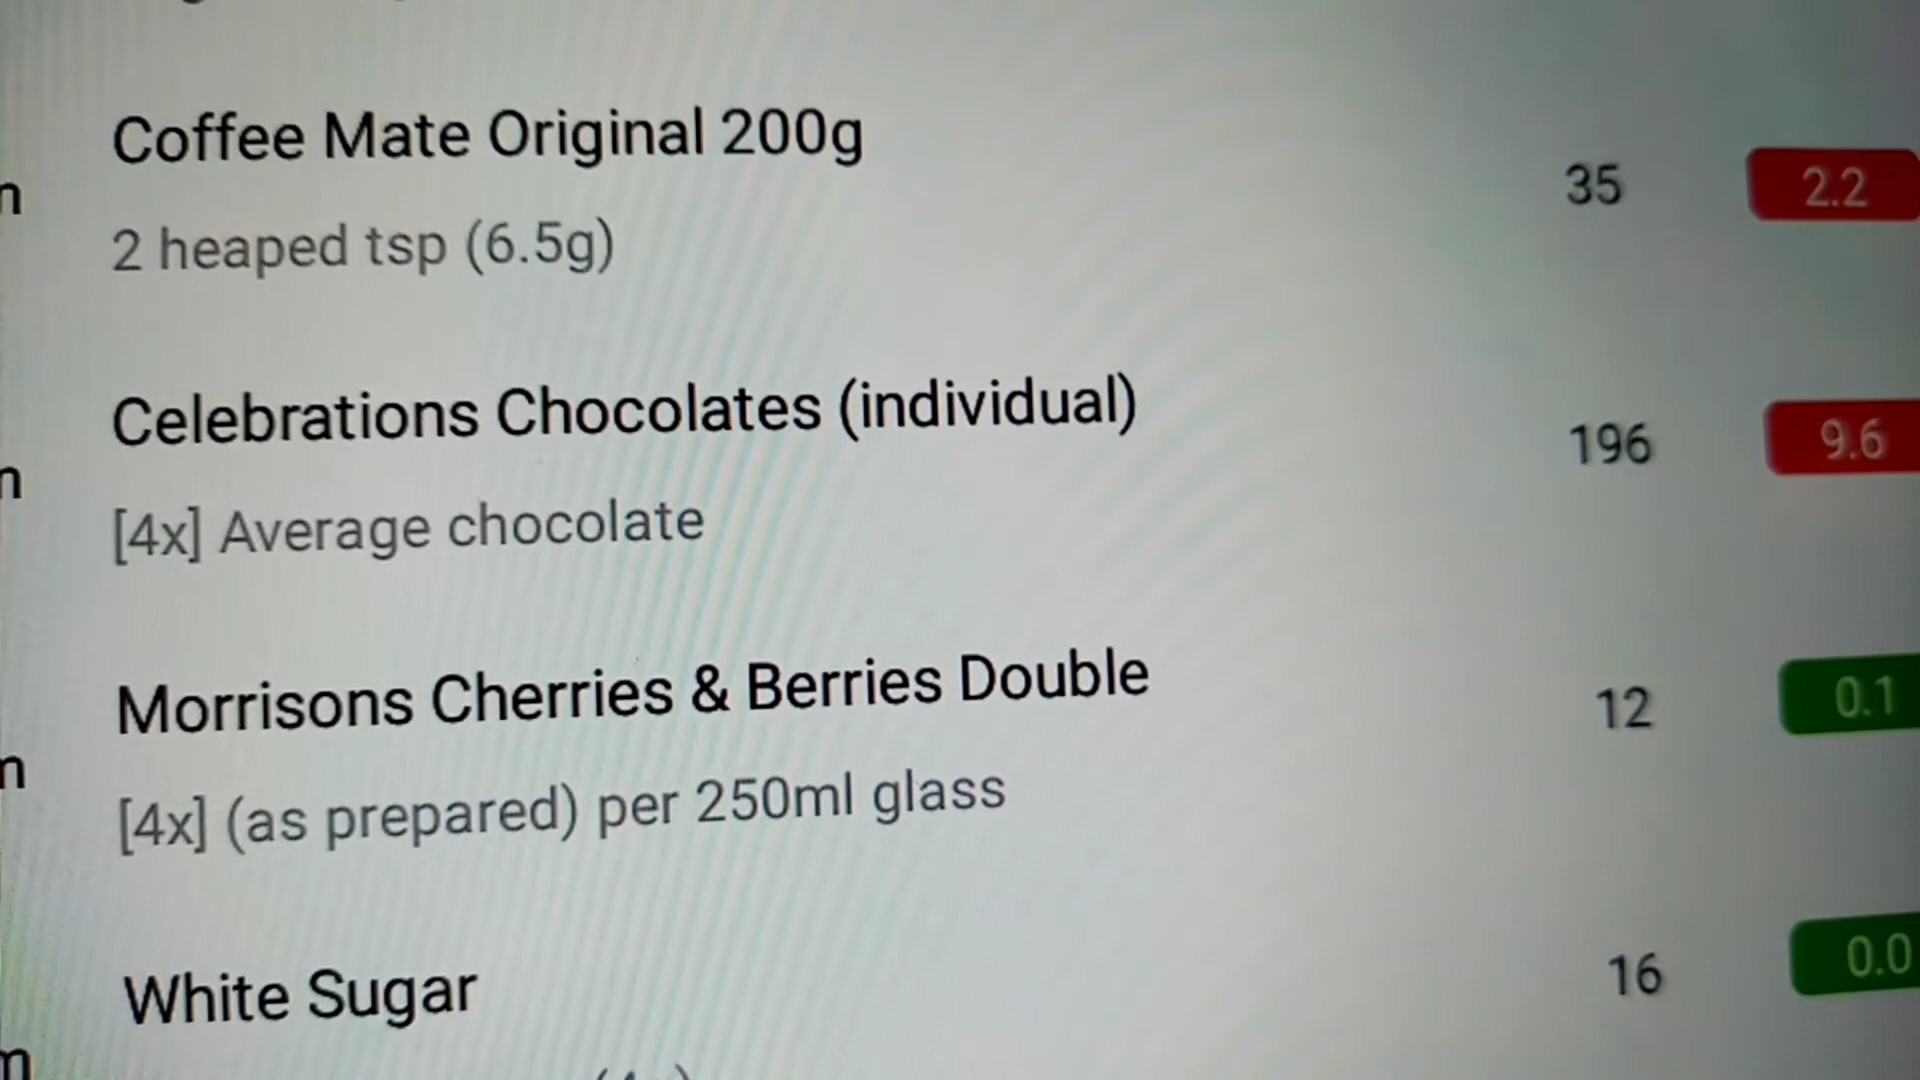 Coffee Mate Original 200g
35
2.2
2 heaped tsp (6.5g)
Celebrations Chocolates (individual)
196
9.6
[4x] Average chocolate
Morrisons Cherries & Berries Double
12
0.1
[4x] (as prepared) per 250ml glass
White Sugar
16
0.0